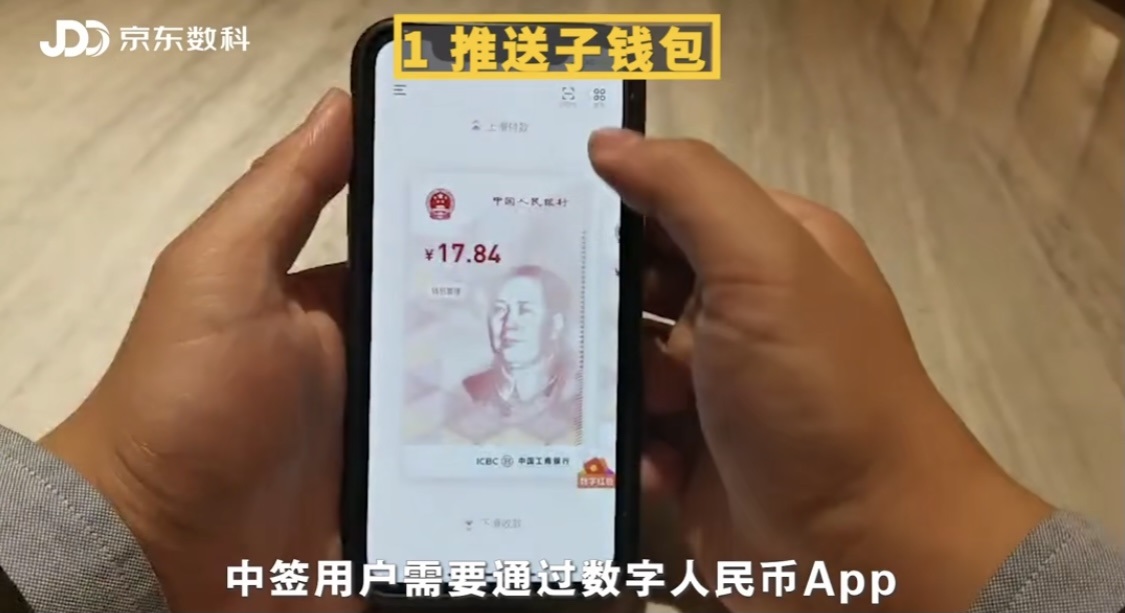 JDD 京东数科
1 推送子钱包
上滑付款
中国人民银行
¥17.84
ICBC 中国工商银行
数字红包
下滑收款
中签用户需要通过数字人民币App